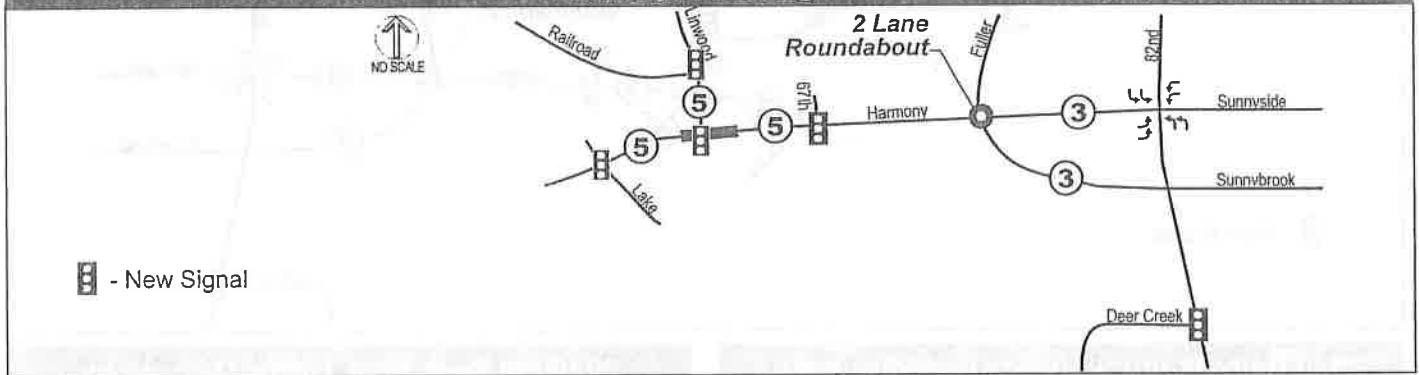 2 Lane
Roundabout
Linwood
Railroad
NO SCALE
Fuller
82nd
67th
5
5
5
Harmony
3
Sunnyside
Lake
3
Sunnybrook
- New Signal
Deer Creek